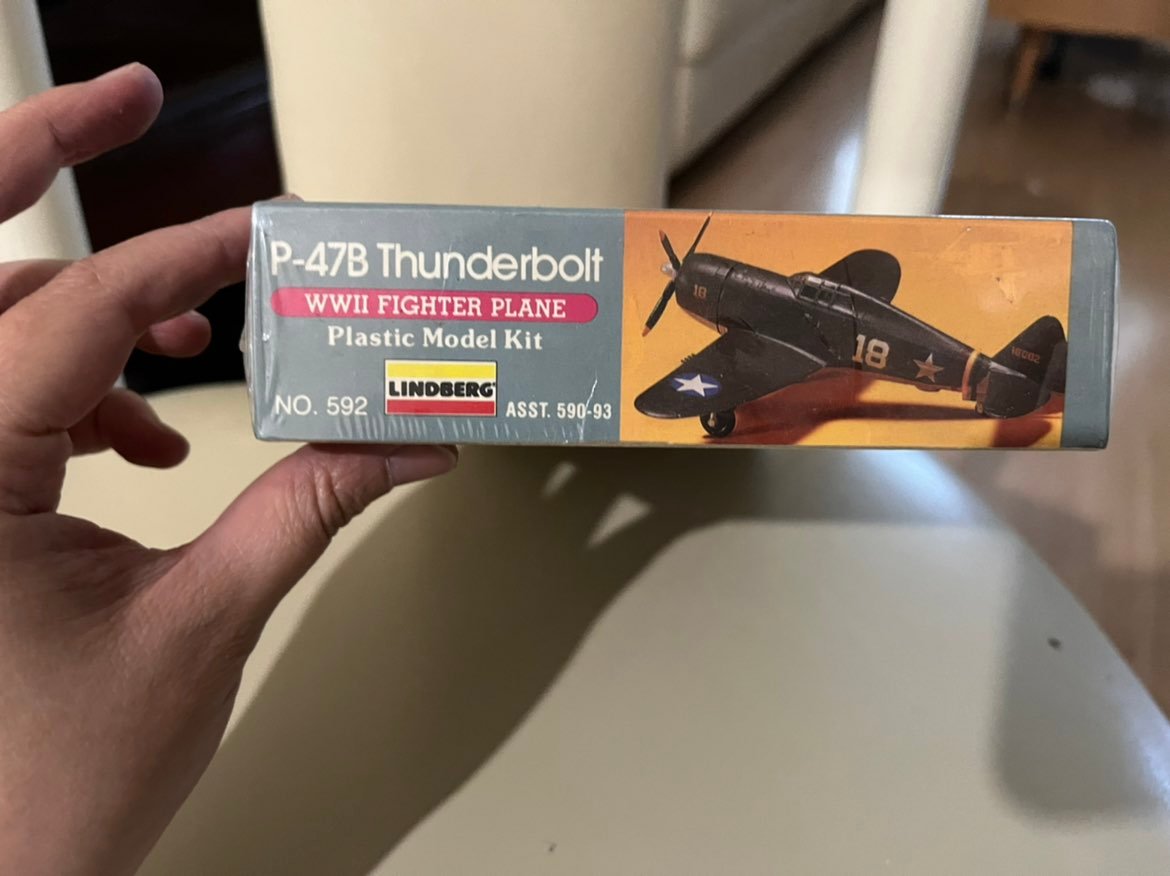 P-47B Thunderbolt
WWII FIGHTER PLANE
Plastic Model Kit
LINDBERG
NO. 592
ASST. 590-93
18
18